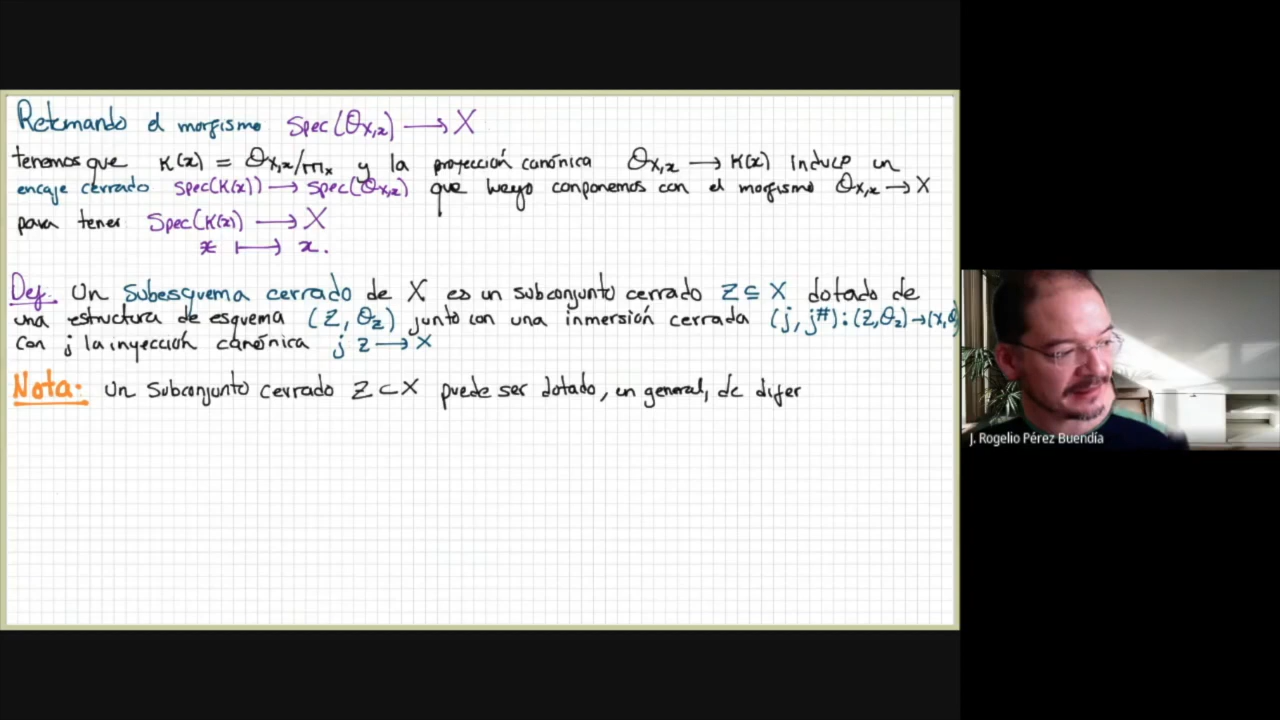 Retomando el morfismo Spec(𝒪X,x) ⟶ X
tenemos que K(x) = 𝒪X,x/mx y la proyección canónica 𝒪X,x ⟶ K(x) induce un
encaje cerrado Spec(K(x)) ⟶ Spec(𝒪X,x) que luego componemos con el morfismo 𝒪X,x → X
para tener Spec(K(x)) ⟶ X
* ⟼ x.
Def. Un subesquema cerrado de X es un subconjunto cerrado Z ⊆ X dotado de
una estructura de esquema (Z, 𝒪Z) junto con una inmersión cerrada (j, j#): (Z, 𝒪Z) → (X, 𝒪
con j la inyección canónica j Z ⟶ X
Nota: Un subconjunto cerrado Z ⊂ X puede ser dotado, en general, de difer
J. Rogelio Pérez Buendía